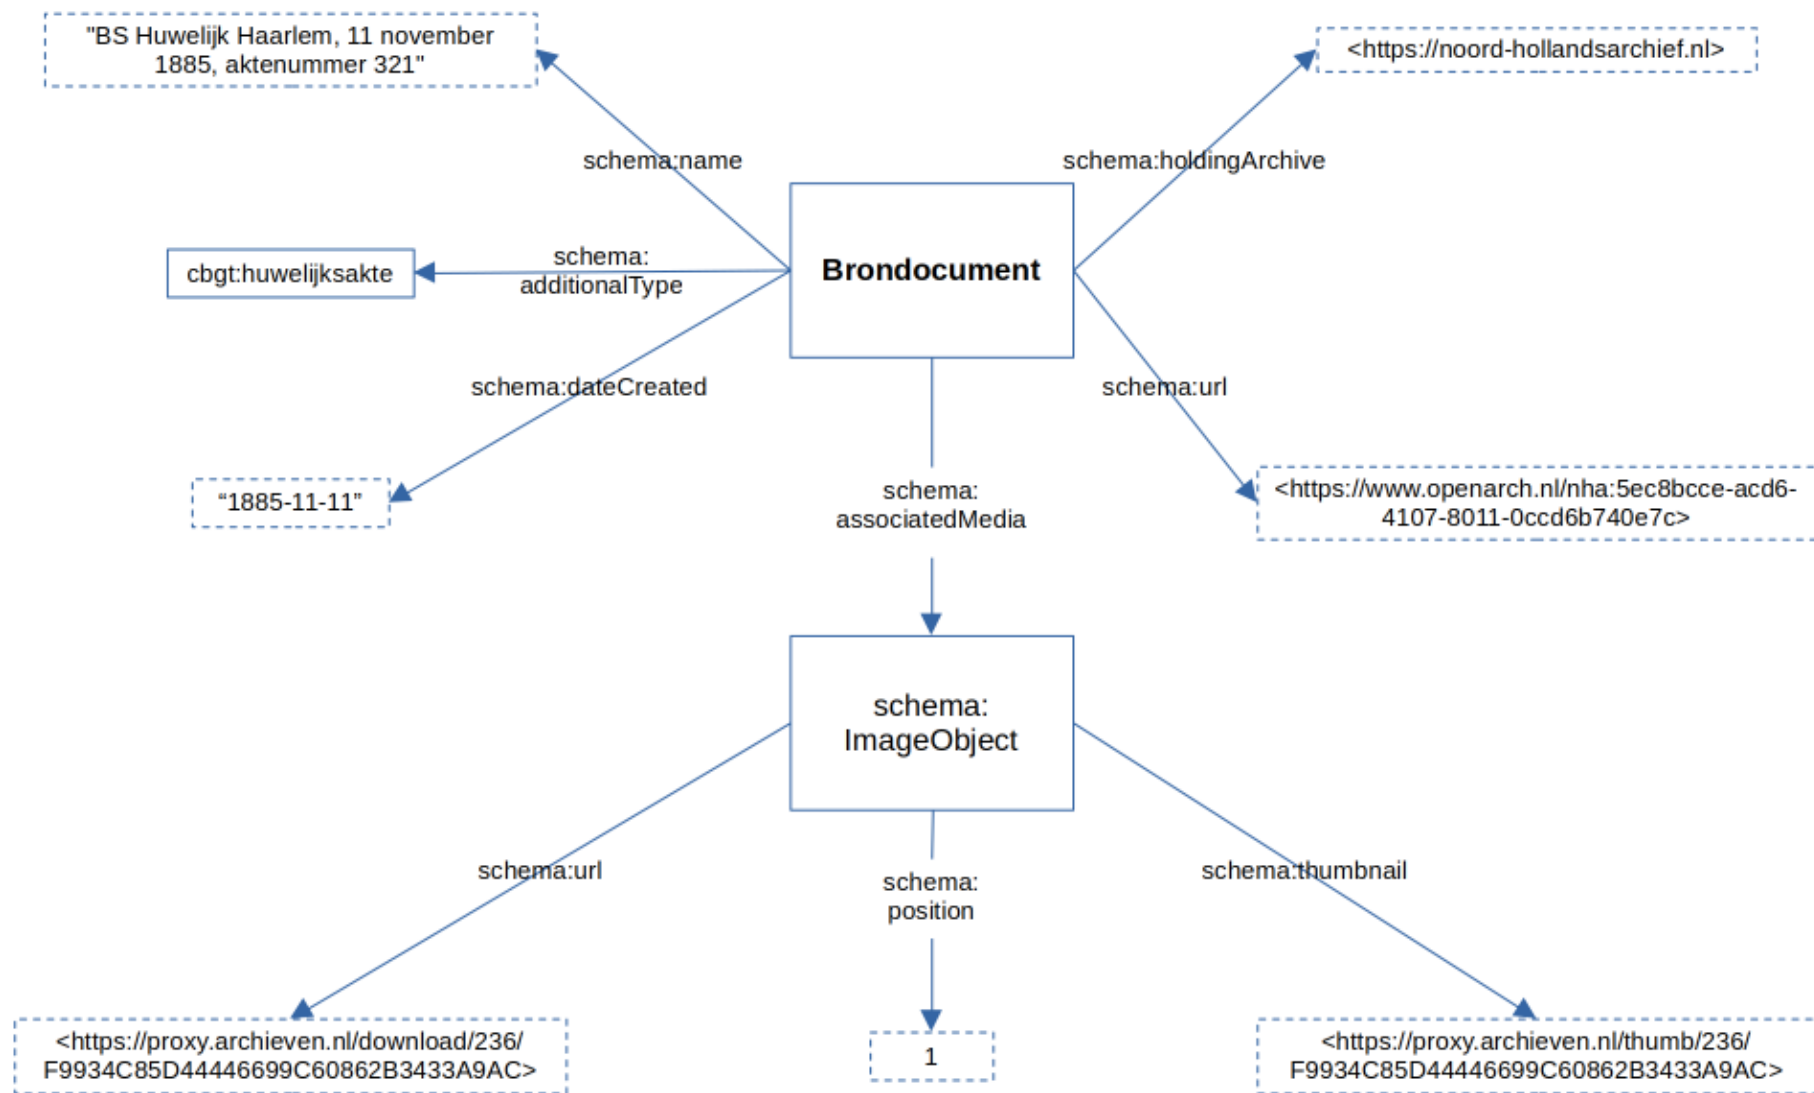 "BS Huwelijk Haarlem, 11 november
1885, aktenummer 321"
<https://noord-hollandsarchief.nl>
schema:name
schema:holdingArchive
cbgt:huwelijksakte
schema:
additionalType
Brondocument
schema:dateCreated
schema:url
“1885-11-11”
schema:
associatedMedia
<https://www.openarch.nl/nha:5ec8bcce-acd6-
4107-8011-0ccd6b740e7c>
schema:
ImageObject
schema:url
schema:
position
schema:thumbnail
<https://proxy.archieven.nl/download/236/
F9934C85D44446699C60862B3433A9AC>
1
<https://proxy.archieven.nl/thumb/236/
F9934C85D44446699C60862B3433A9AC>